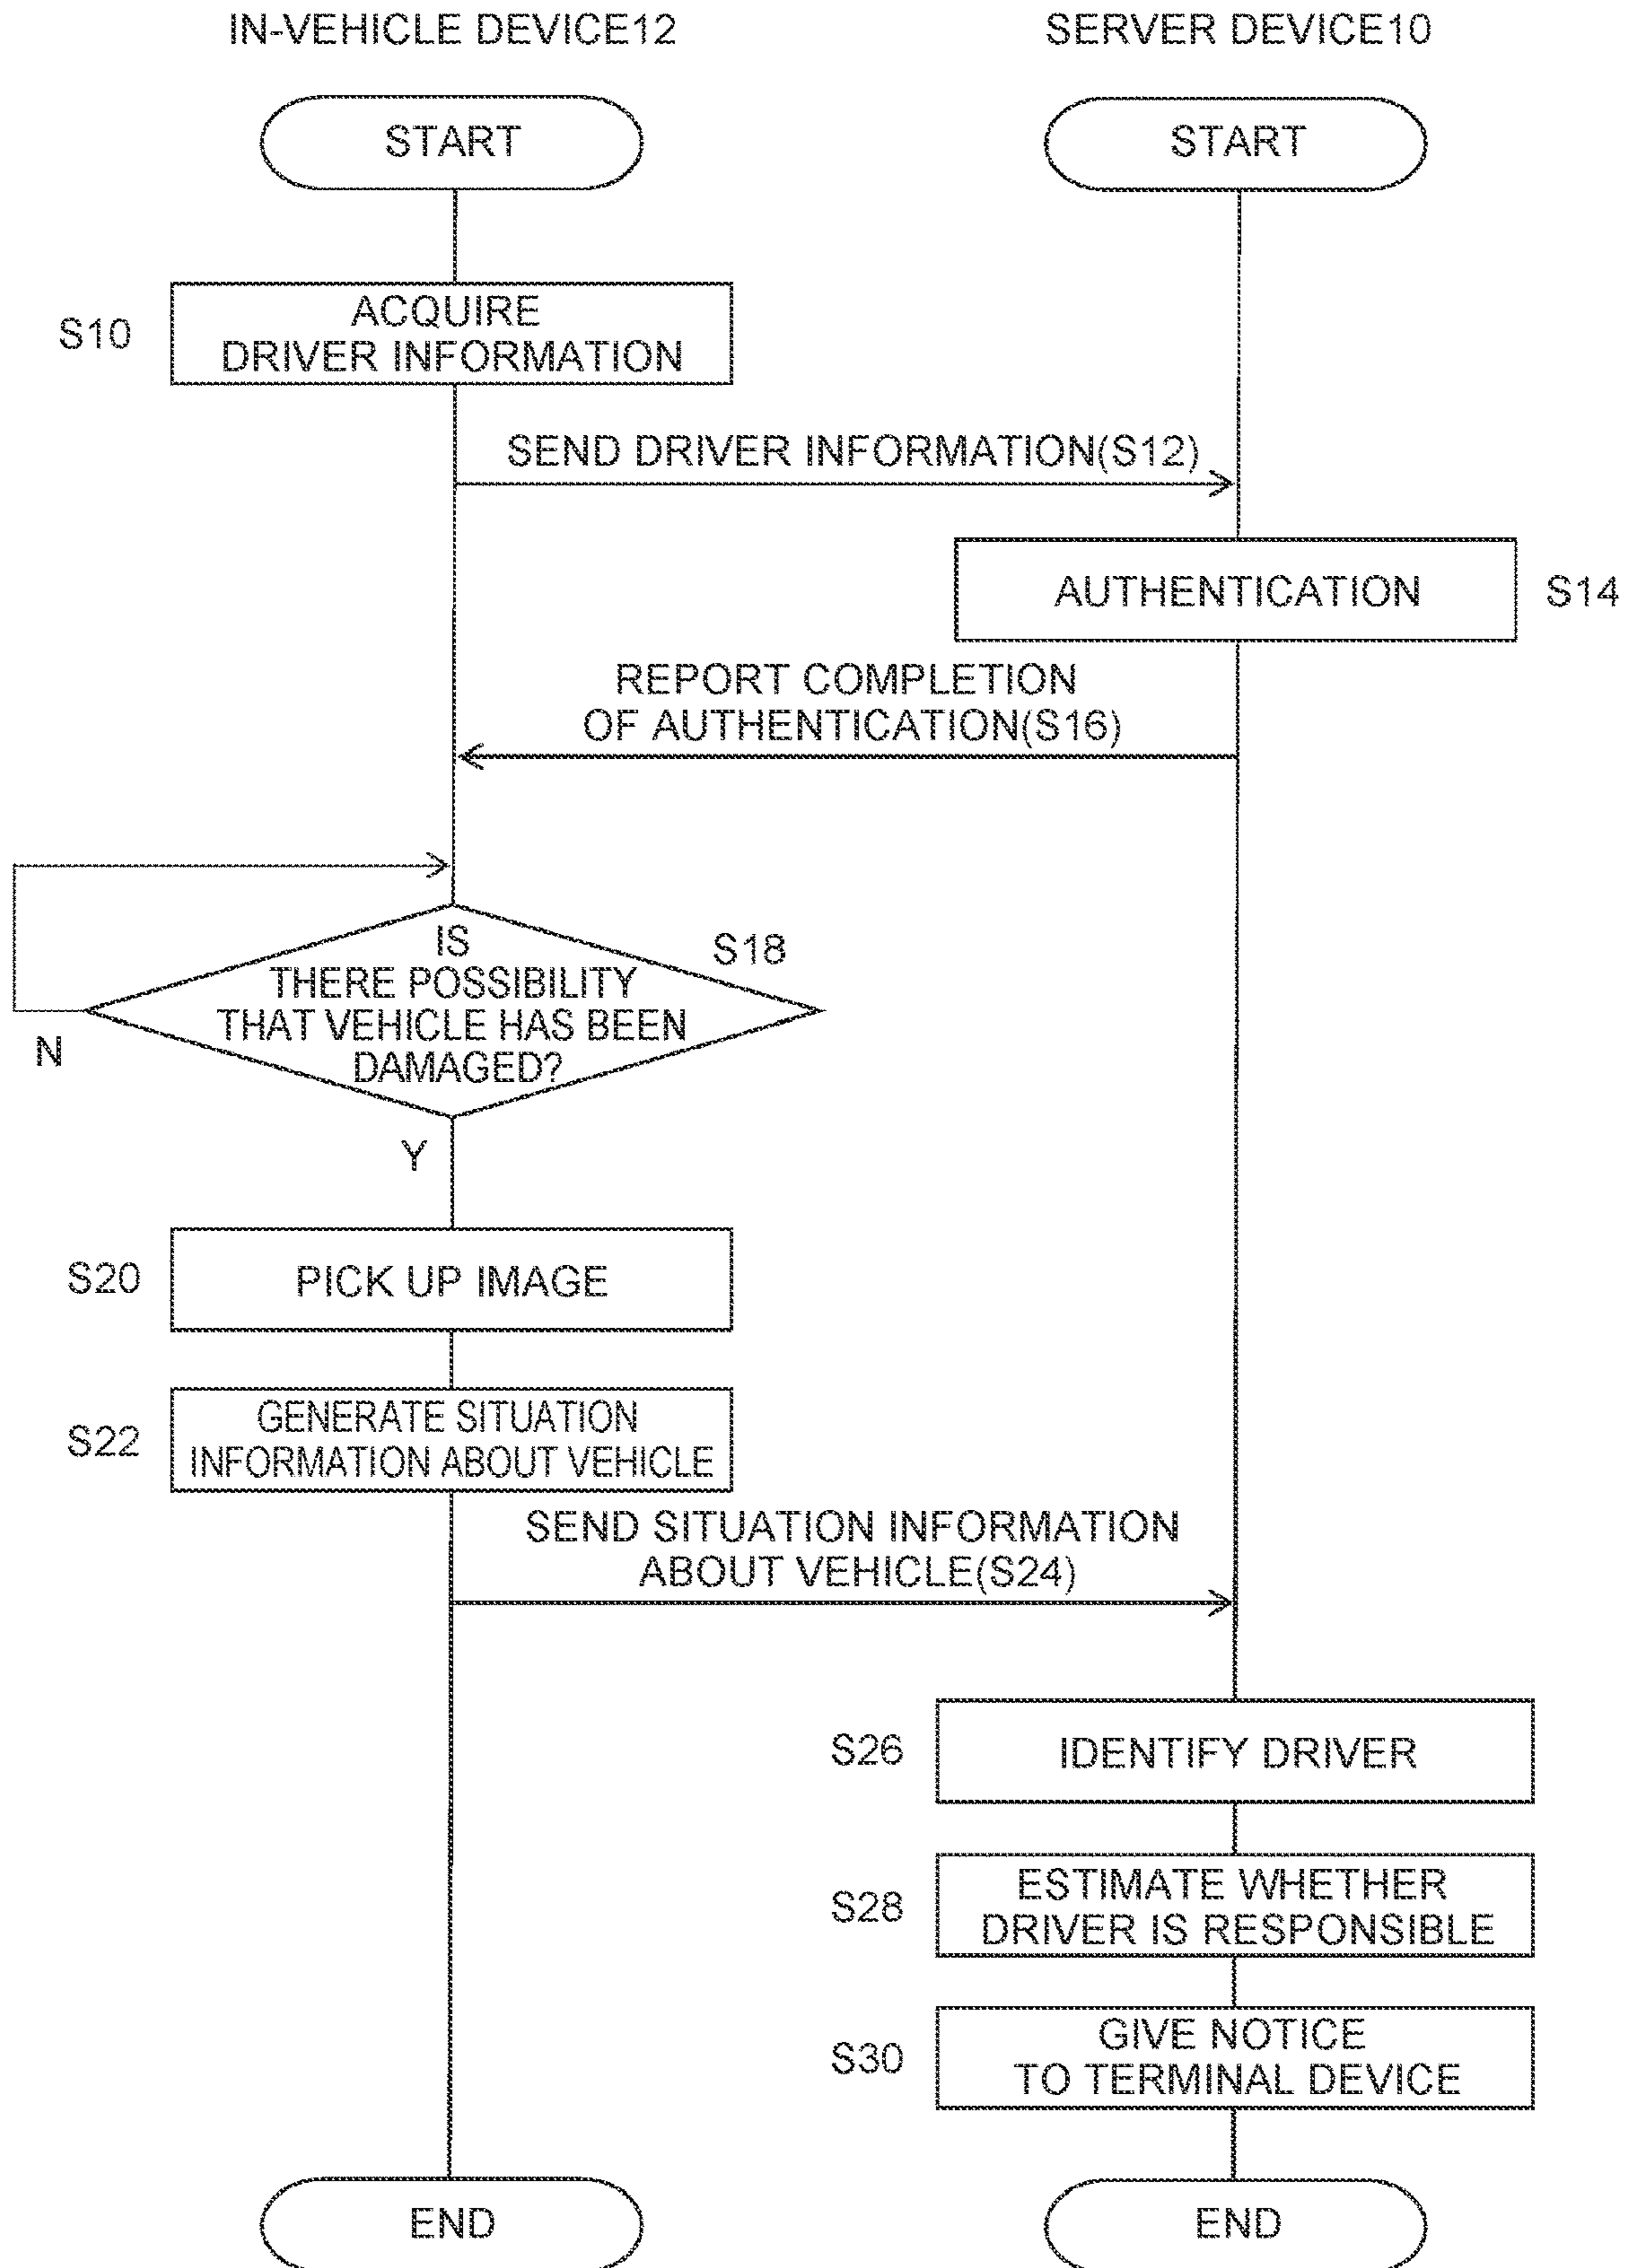 IN-VEHICLE DEVICE12
SERVER DEVICE10
START
START
S10
ACQUIRE
DRIVER INFORMATION
SEND DRIVER INFORMATION(S12)
AUTHENTICATION
S14
REPORT COMPLETION
OF AUTHENTICATION(S16)
IS
THERE POSSIBILITY
THAT VEHICLE HAS BEEN
DAMAGED?
S18
N
Y
S20
PICK UP IMAGE
S22
GENERATE SITUATION
INFORMATION ABOUT VEHICLE
SEND SITUATION INFORMATION
ABOUT VEHICLE(S24)
S26
IDENTIFY DRIVER
S28
ESTIMATE WHETHER
DRIVER IS RESPONSIBLE
S30
GIVE NOTICE
TO TERMINAL DEVICE
END
END